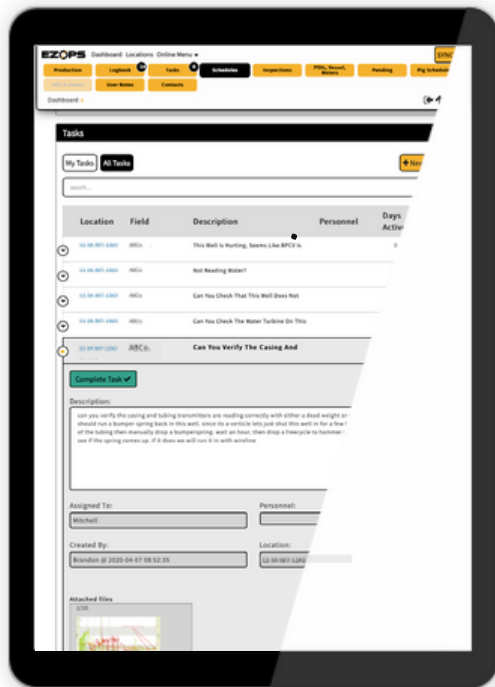 EZOPS Dashboard Locations Online Menu
SYNC
Production Logbook Tasks Schedules Inspections PSVs, Vessel, Meters Pending Pig Schedule
User Notes Contacts
Dashboard >
Tasks
My Tasks All Tasks
+ New
search...
Location Field Description Personnel Days Active
This Well Is Hurting, Seems Like BPCV Is
Not Reading Water?
Can You Check That This Well Does Not
Can You Check The Water Turbine On This
ABCo. Can You Verify The Casing And
Complete Task ✔
Description:
can you verify the casing and tubing transmitters are reading correctly with either a dead weight or
should run a bumper spring back in this well. since its a verticle lets just shut this well in for a few
of the tubing then manually drop a bumperspring. wait an hour, then drop a freecycle to hammer
see if the spring comes up. if it does we will run it in with wireline
Assigned To: Personnel:
Mitchell
Created By: Location:
Brandon @ 2020-04-07 08:52:35
Attached files